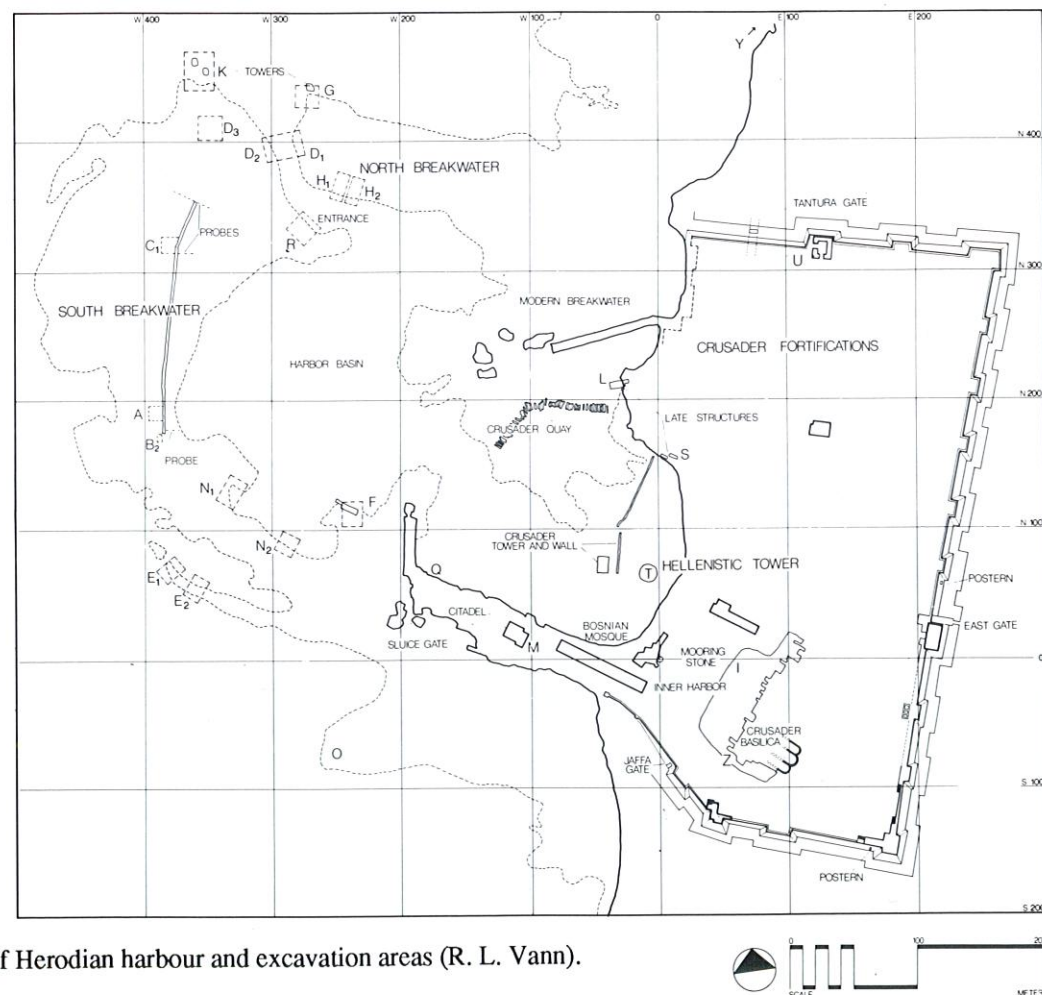 W 400
W 300
W 200
W 100
0
E 100
E 200
Y
K
TOWERS
G
D3
N 400
D2
D1
NORTH BREAKWATER
H1
H2
TANTURA GATE
ENTRANCE
PROBES
R
C1
U
N 300
SOUTH BREAKWATER
MODERN BREAKWATER
CRUSADER FORTIFICATIONS
HARBOR BASIN
L
N 200
A
LATE STRUCTURES
CRUSADER QUAY
B2
S
PROBE
N1
F
N 100
N2
CRUSADER
TOWER AND WALL
T
HELLENISTIC TOWER
Q
E1
POSTERN
E2
CITADEL
BOSNIAN
MOSQUE
EAST GATE
SLUICE GATE
M
MOORING
STONE
I
0
INNER HARBOR
CRUSADER
BASILICA
O
JAFFA
GATE
Z
S 100
POSTERN
S 200
f Herodian harbour and excavation areas (R. L. Vann).
0
100
20
SCALE
METER